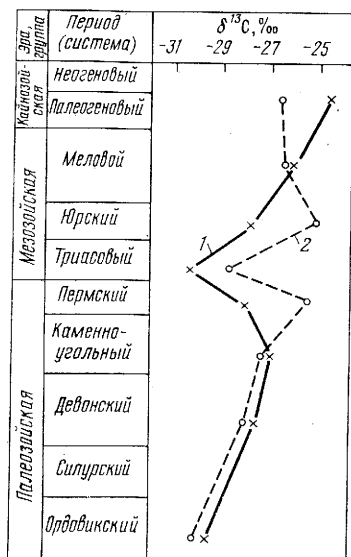 Эра, группа
Период (система)
δ¹³C, ‰
-31 -29 -27 -25
Кайнозойская
Неогеновый
Палеогеновый
Мезозойская
Меловой
Юрский
Триасовый
1
2
Палеозойская
Пермский
Каменно-
угольный
Девонский
Силурский
Ордовикский